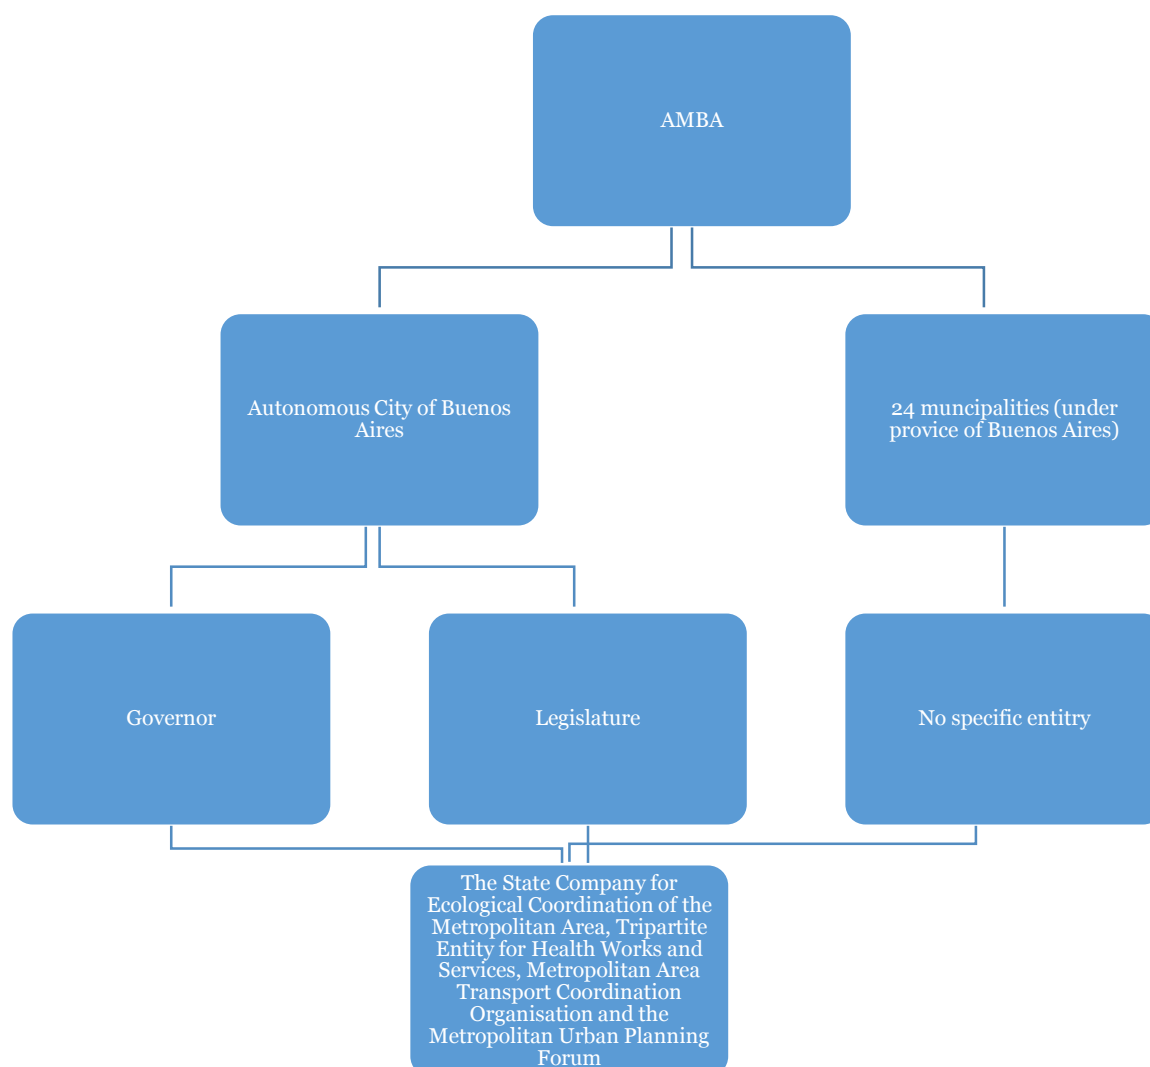 AMBA
Autonomous City of Buenos
Aires
24 muncipalities (under
provice of Buenos Aires)
Governor
Legislature
No specific entitry
The State Company for
Ecological Coordination of the
Metropolitan Area, Tripartite
Entity for Health Works and
Services, Metropolitan Area
Transport Coordination
Organisation and the
Metropolitan Urban Planning
Forum